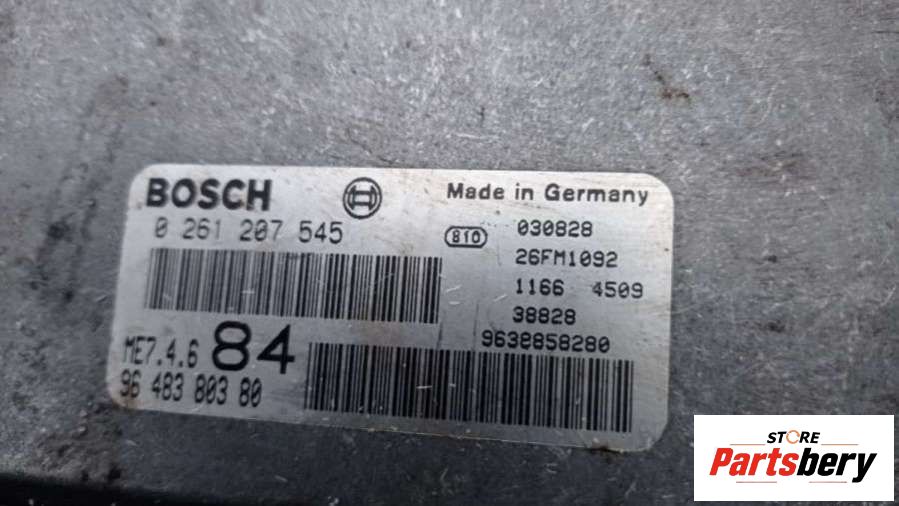 BOSCH
Made in Germany
0 261 207 545
810
030828
26FM1092
1166 4509
38828
9638858280
ME7.4.6 84
96 483 803 80
STORE
Partsbery